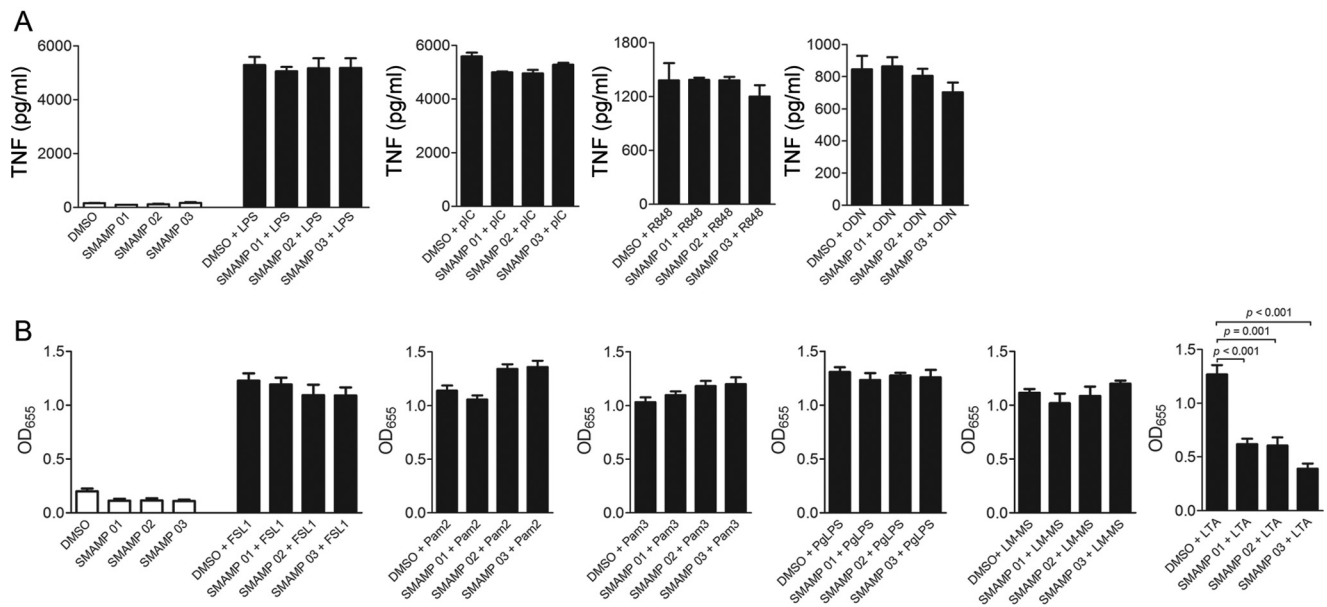 A
TNF (pg/ml)
6000
4000
2000
0
DMSO
SMAMP 01
SMAMP 02
SMAMP 03
DMSO + LPS
SMAMP 01 + LPS
SMAMP 02 + LPS
SMAMP 03 + LPS
TNF (pg/ml)
6000
4000
2000
0
DMSO + pIC
SMAMP 01 + pIC
SMAMP 02 + pIC
SMAMP 03 + pIC
TNF (pg/ml)
1800
1200
600
0
DMSO + R848
SMAMP 01 + R848
SMAMP 02 + R848
SMAMP 03 + R848
TNF (pg/ml)
1000
800
600
400
200
0
DMSO + ODN
SMAMP 01 + ODN
SMAMP 02 + ODN
SMAMP 03 + ODN
B
OD655
1.5
1.0
0.5
0.0
DMSO
SMAMP 01
SMAMP 02
SMAMP 03
DMSO + FSL1
SMAMP 01 + FSL1
SMAMP 02 + FSL1
SMAMP 03 + FSL1
OD655
1.5
1.0
0.5
0.0
DMSO + Pam2
SMAMP 01 + Pam2
SMAMP 02 + Pam2
SMAMP 03 + Pam2
OD655
1.5
1.0
0.5
0.0
DMSO + Pam3
SMAMP 01 + Pam3
SMAMP 02 + Pam3
SMAMP 03 + Pam3
OD655
1.5
1.0
0.5
0.0
DMSO + PgLPS
SMAMP 01 + PgLPS
SMAMP 02 + PgLPS
SMAMP 03 + PgLPS
OD655
1.5
1.0
0.5
0.0
DMSO+ LM-MS
SMAMP 01 + LM-MS
SMAMP 02 + LM-MS
SMAMP 03 + LM-MS
p < 0.001
p = 0.001
p < 0.001
OD655
1.5
1.0
0.5
0.0
DMSO + LTA
SMAMP 01 + LTA
SMAMP 02 + LTA
SMAMP 03 + LTA